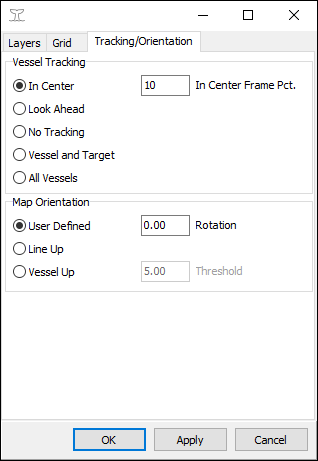 Layers Grid Tracking/Orientation
Vessel Tracking
In Center 10 In Center Frame Pct.
Look Ahead
No Tracking
Vessel and Target
All Vessels
Map Orientation
User Defined 0.00 Rotation
Line Up
Vessel Up 5.00 Threshold
OK Apply Cancel